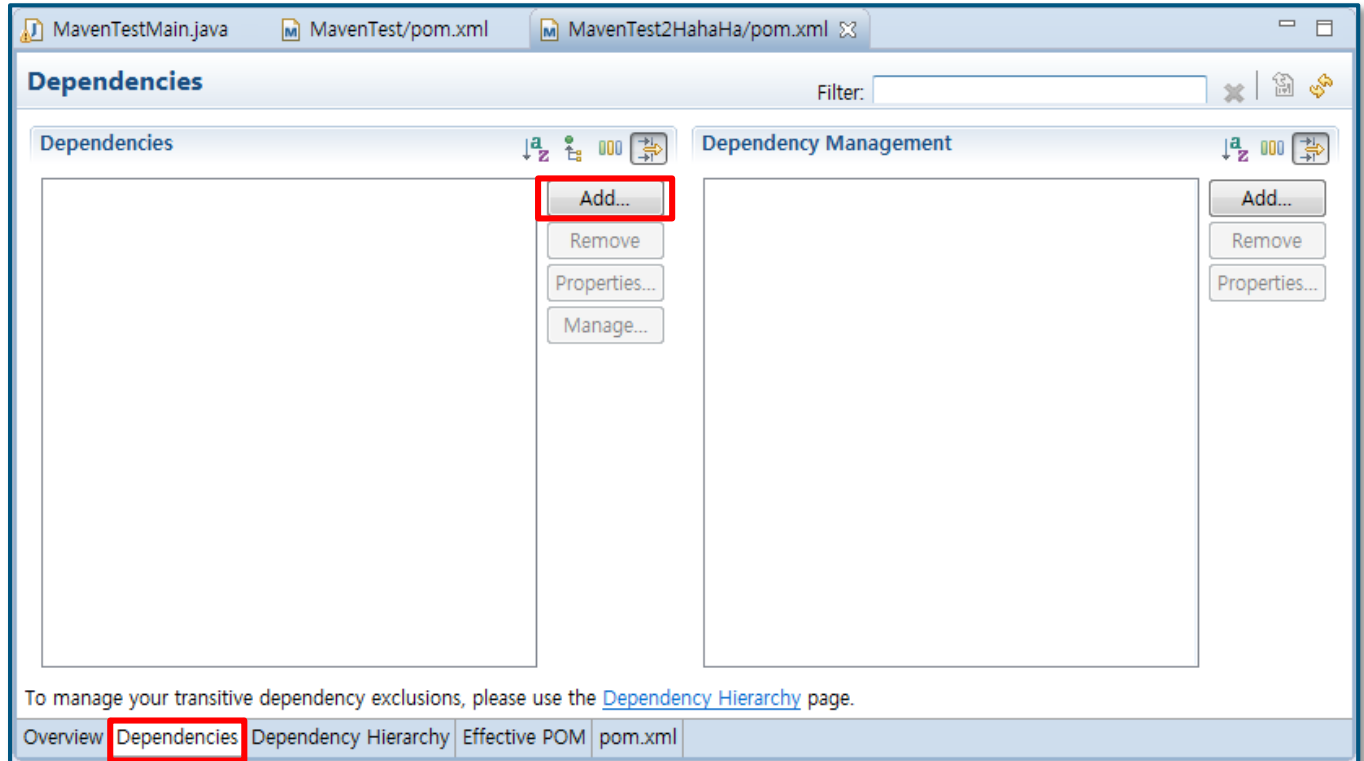 MavenTestMain.java MavenTest/pom.xml MavenTest2HahaHa/pom.xml
Dependencies
Filter:
Dependencies
Dependency Management
Add...
Remove
Properties...
Manage...
Add...
Remove
Properties...
To manage your transitive dependency exclusions, please use the Dependency Hierarchy page.
Overview Dependencies Dependency Hierarchy Effective POM pom.xml